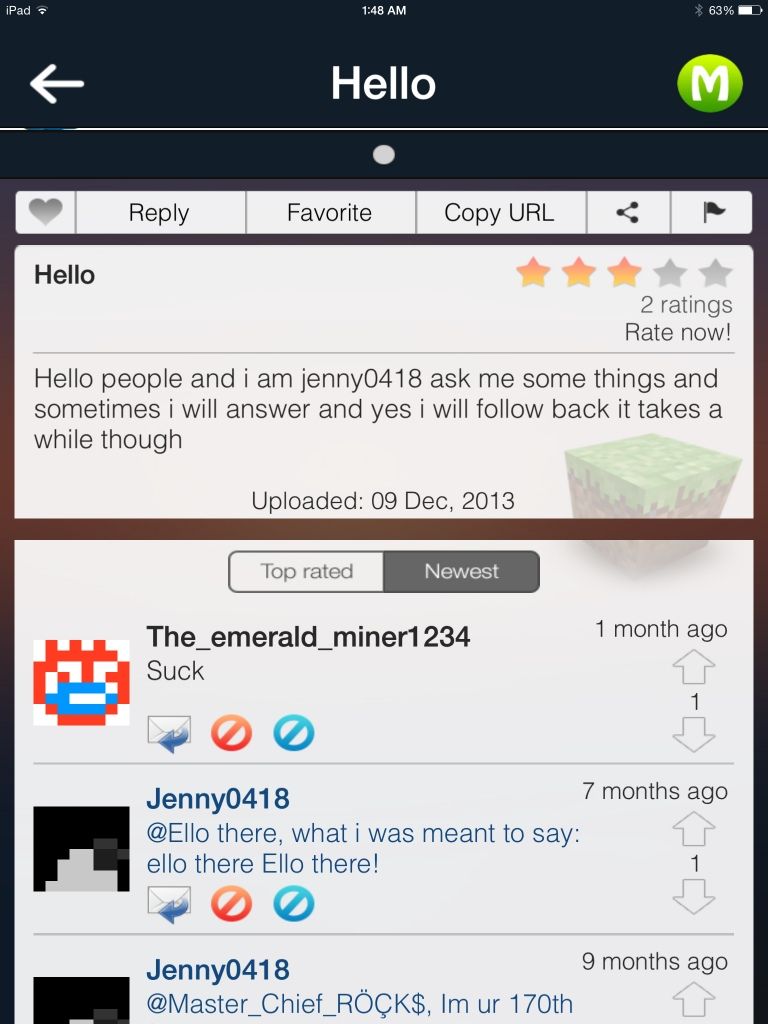 iPad 1:48 AM 63%
Hello
M
Reply Favorite Copy URL
Hello
2 ratings
Rate now!
Hello people and i am jenny0418 ask me some things and
sometimes i will answer and yes i will follow back it takes a
while though
Uploaded: 09 Dec, 2013
Top rated Newest
The_emerald_miner1234 1 month ago
Suck
1
Jenny0418 7 months ago
@Ello there, what i was meant to say:
ello there Ello there!
1
Jenny0418 9 months ago
@Master_Chief_RÖÇK$, Im ur 170th